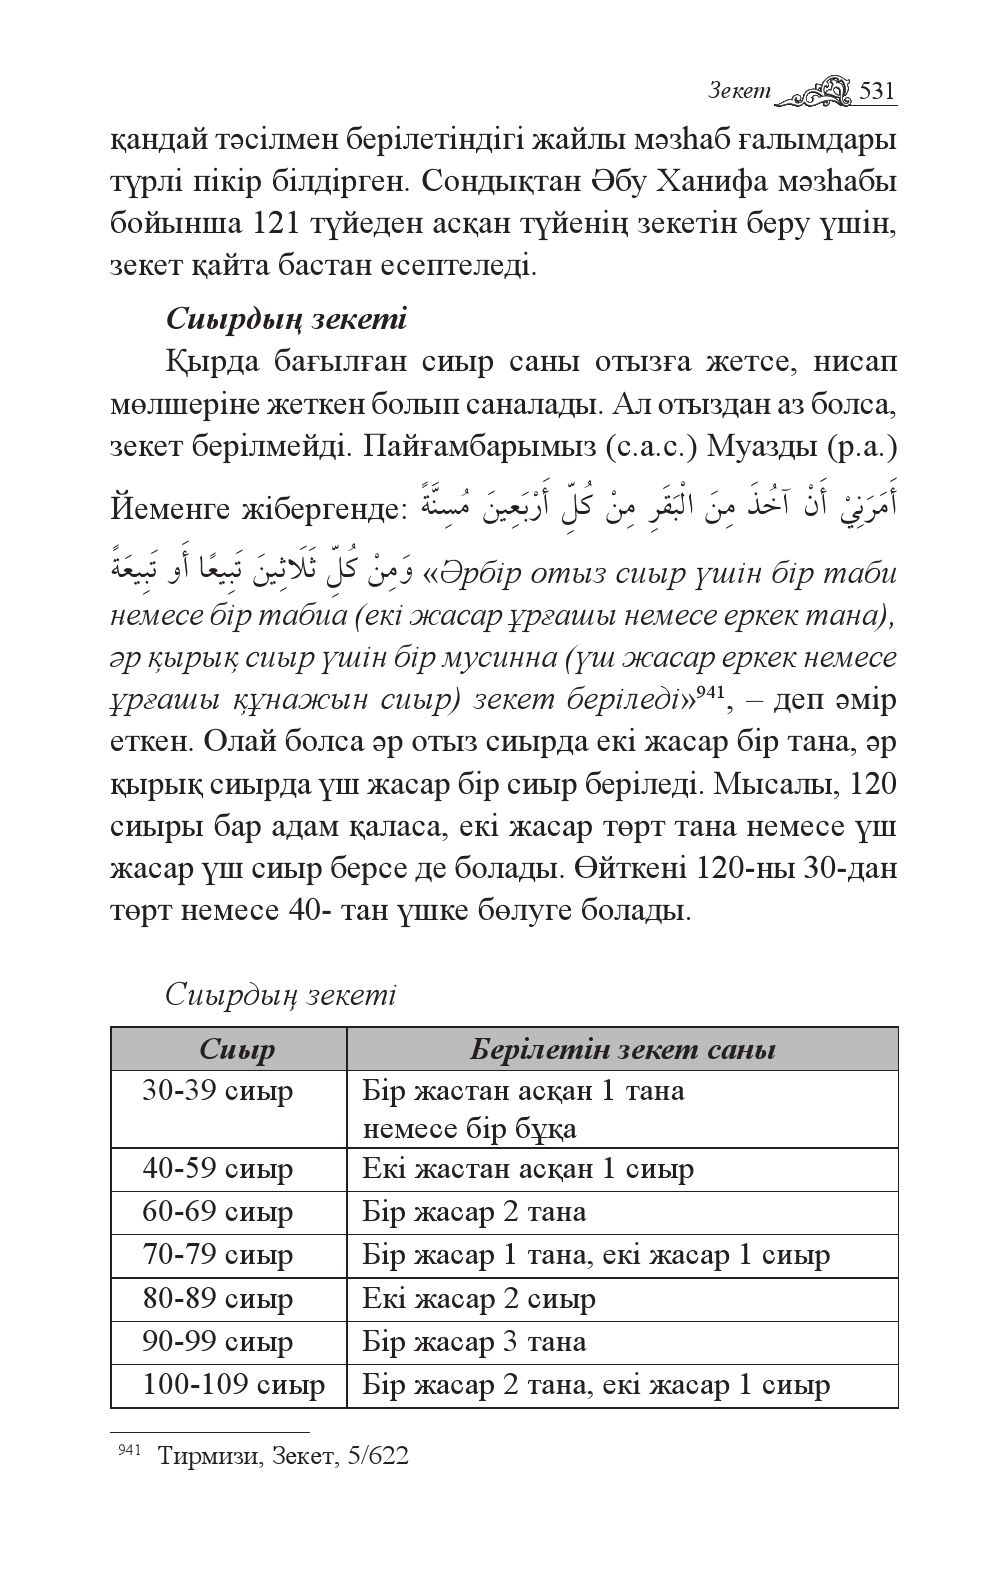 Зекет 531
қандай тәсілмен берілетіндігі жайлы мәзһаб ғалымдары
түрлі пікір білдірген. Сондықтан Әбу Ханифа мәзһабы
бойынша 121 түйеден асқан түйенің зекетін беру үшін,
зекет қайта бастан есептеледі.
Сиырдың зекеті
Қырда бағылған сиыр саны отызға жетсе, нисап
мөлшеріне жеткен болып саналады. Ал отыздан аз болса,
зекет берілмейді. Пайғамбарымыз (с.а.с.) Муазды (р.а.)
Йеменге жібергенде: أَمَرَنِيْ أَنْ آخُذَ مِنَ الْبَقَرِ مِنْ كُلِّ أَرْبَعِينَ مُسِنَّةً
وَمِنْ كُلِّ ثَلَاثِينَ تَبِيعًا أَو تَبِيعَةً «Әрбір отыз сиыр үшін бір таби
немесе бір табиа (екі жасар ұрғашы немесе еркек тана),
әр қырық сиыр үшін бір мусинна (үш жасар еркек немесе
ұрғашы құнажын сиыр) зекет беріледі»⁹⁴¹, – деп әмір
еткен. Олай болса әр отыз сиырда екі жасар бір тана, әр
қырық сиырда үш жасар бір сиыр беріледі. Мысалы, 120
сиыры бар адам қаласа, екі жасар төрт тана немесе үш
жасар үш сиыр берсе де болады. Өйткені 120-ны 30-дан
төрт немесе 40- тан үшке бөлуге болады.
Сиырдың зекеті
Сиыр Берілетін зекет саны
30-39 сиыр Бір жастан асқан 1 тана
немесе бір бұқа
40-59 сиыр Екі жастан асқан 1 сиыр
60-69 сиыр Бір жасар 2 тана
70-79 сиыр Бір жасар 1 тана, екі жасар 1 сиыр
80-89 сиыр Екі жасар 2 сиыр
90-99 сиыр Бір жасар 3 тана
100-109 сиыр Бір жасар 2 тана, екі жасар 1 сиыр
⁹⁴¹ Тирмизи, Зекет, 5/622